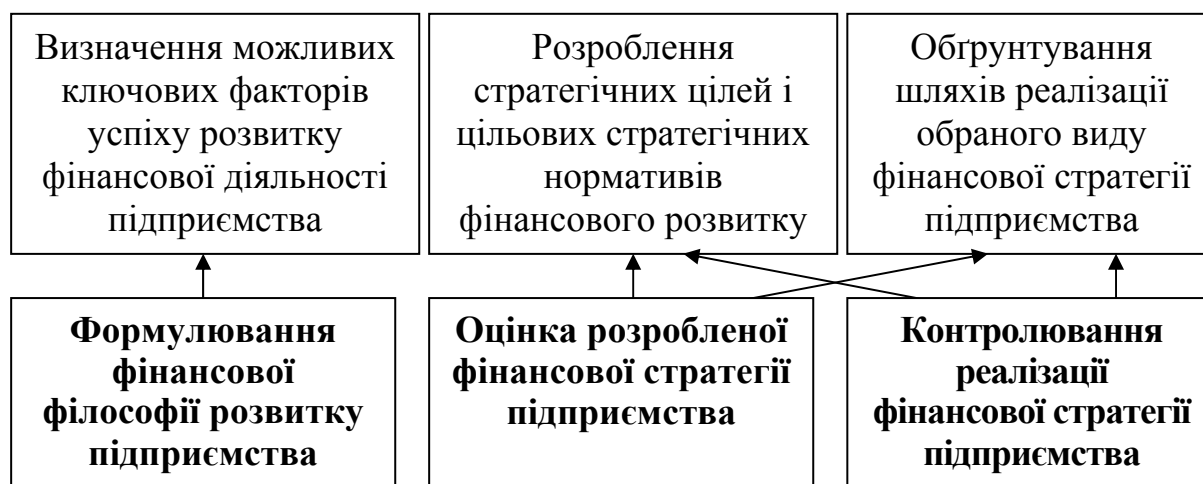 Визначення можливих
ключових факторів
успіху розвитку
фінансової діяльності
підприємства
Розроблення
стратегічних цілей і
цільових стратегічних
нормативів
фінансового розвитку
Обґрунтування
шляхів реалізації
обраного виду
фінансової стратегії
підприємства
Формулювання
фінансової
філософії розвитку
підприємства
Оцінка розробленої
фінансової стратегії
підприємства
Контролювання
реалізації
фінансової стратегії
підприємства